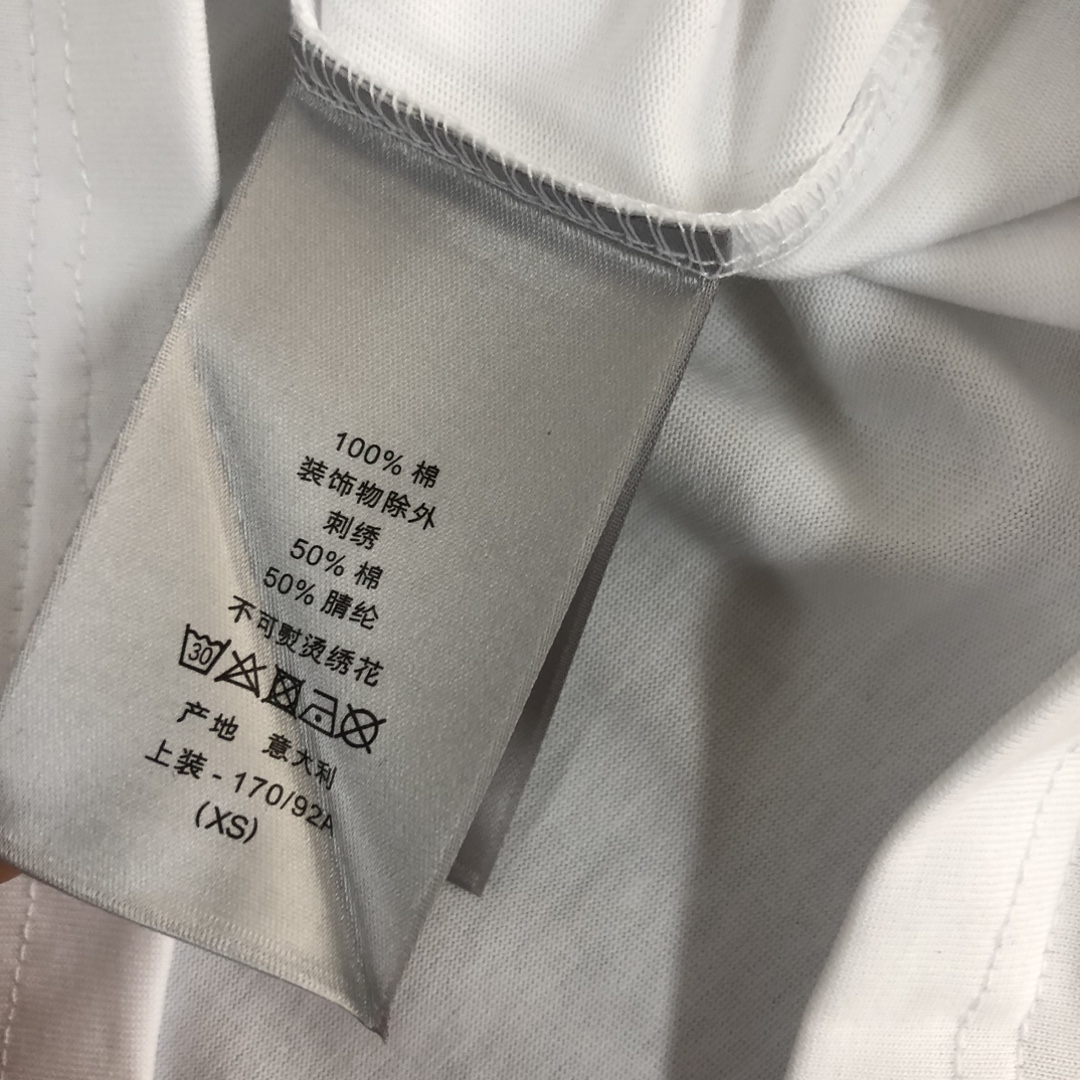 100% 棉
装饰物除外
刺绣
50% 棉
50% 腈纶
不可熨烫绣花
30
产地 意大利
上装 - 170/92A
(XS)